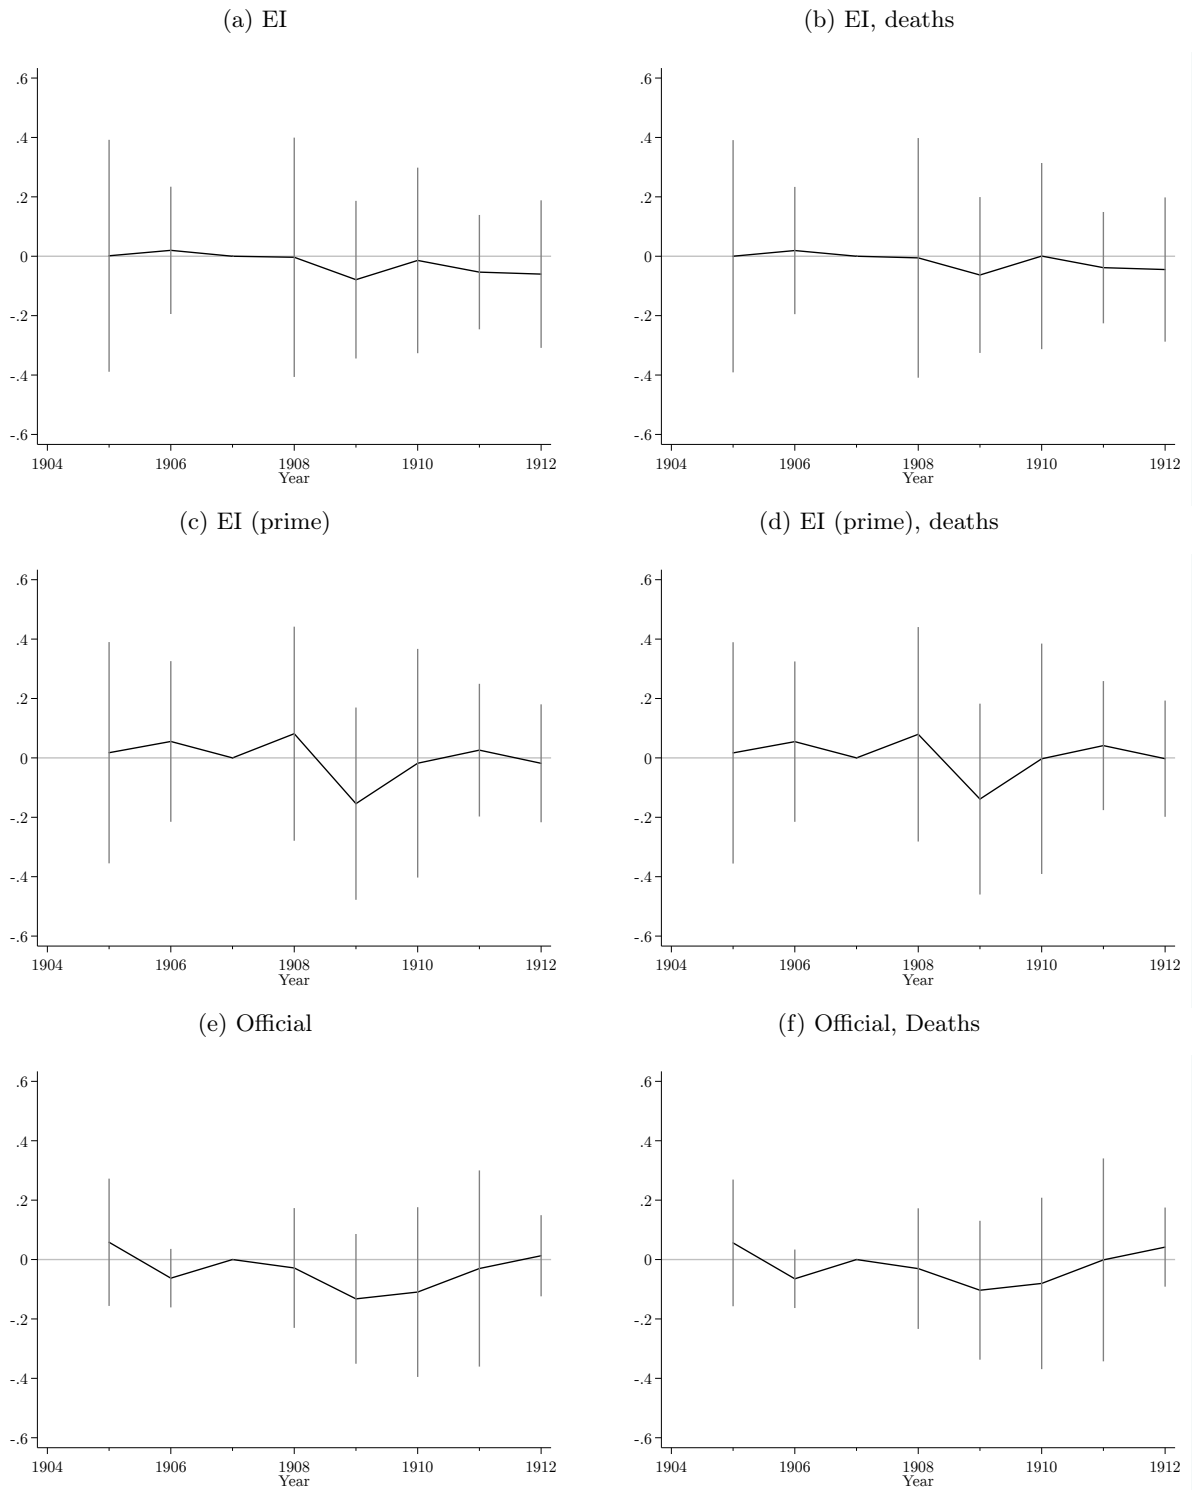 (a) EI
.6
.4
.2
0
-.2
-.4
-.6
1904 1906 1908 1910 1912
Year
(b) EI, deaths
.6
.4
.2
0
-.2
-.4
-.6
1904 1906 1908 1910 1912
Year
(c) EI (prime)
.6
.4
.2
0
-.2
-.4
-.6
1904 1906 1908 1910 1912
Year
(d) EI (prime), deaths
.6
.4
.2
0
-.2
-.4
-.6
1904 1906 1908 1910 1912
Year
(e) Official
.6
.4
.2
0
-.2
-.4
-.6
1904 1906 1908 1910 1912
Year
(f) Official, Deaths
.6
.4
.2
0
-.2
-.4
-.6
1904 1906 1908 1910 1912
Year